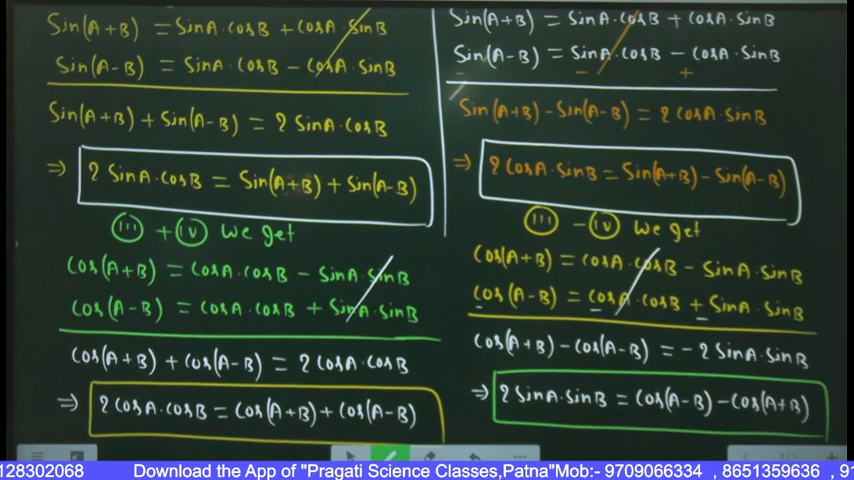 Sin(A+B) = SinA·cosB + cosA·SinB
Sin(A-B) = SinA·cosB - cosA·sinB
Sin(A+B) + Sin(A-B) = 2 SinA·cosB
⇒ 2 SinA·cosB = Sin(A+B) + Sin(A-B)
(iii) + (iv) We get
cos(A+B) = cosA·cosB - sinA·sinB
cos(A-B) = cosA·cosB + SinA·sinB
cos(A+B) + cos(A-B) = 2 cosA·cosB
⇒ 2 cosA·cosB = cos(A+B) + cos(A-B)
Sin(A+B) = SinA·cosB + cosA·sinB
Sin(A-B) = SinA·cosB - cosA·sinB
- - +
Sin(A+B) - Sin(A-B) = 2 cosA·sinB
⇒ 2 cosA·sinB = Sin(A+B) - Sin(A-B)
(iii) - (iv) We get
cos(A+B) = cosA·cosB - SinA·sinB
cos(A-B) = cosA·cosB + SinA·sinB
- - -
cos(A+B) - cos(A-B) = - 2 SinA·sinB
⇒ 2 SinA·sinB = cos(A-B) - cos(A+B)
128302068 Download the App of "Pragati Science Classes,Patna"Mob:- 9709066334 , 8651359636 , 91